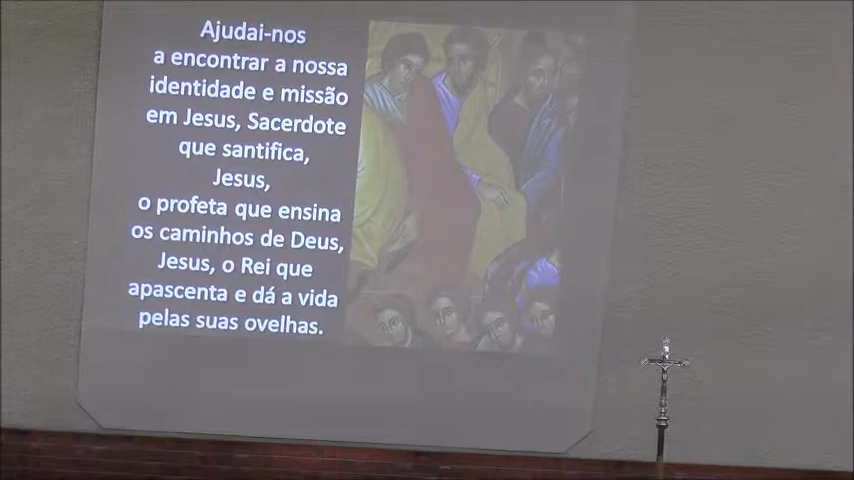 Ajudai-nos
a encontrar a nossa
identidade e missão
em Jesus, Sacerdote
que santifica,
Jesus,
o profeta que ensina
os caminhos de Deus,
Jesus, o Rei que
apascenta e dá a vida
pelas suas ovelhas.